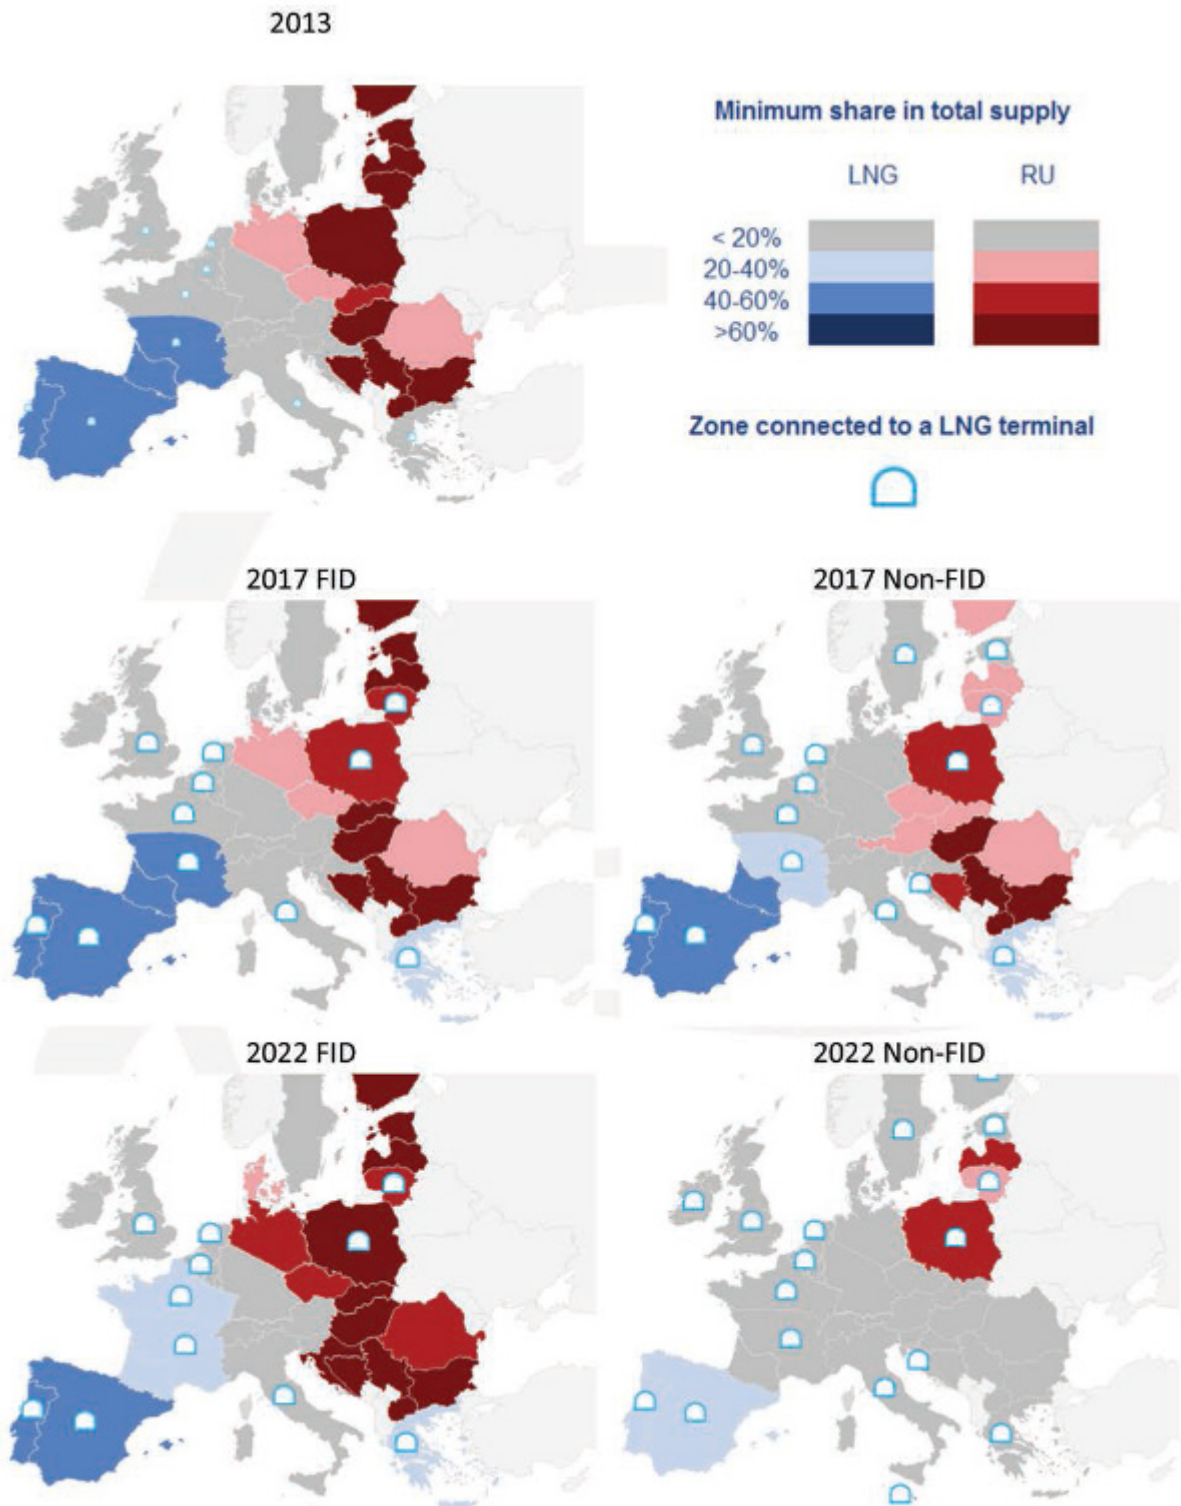 2013
Minimum share in total supply
LNG RU
< 20%
20-40%
40-60%
>60%
Zone connected to a LNG terminal
2017 FID 2017 Non-FID
2022 FID 2022 Non-FID